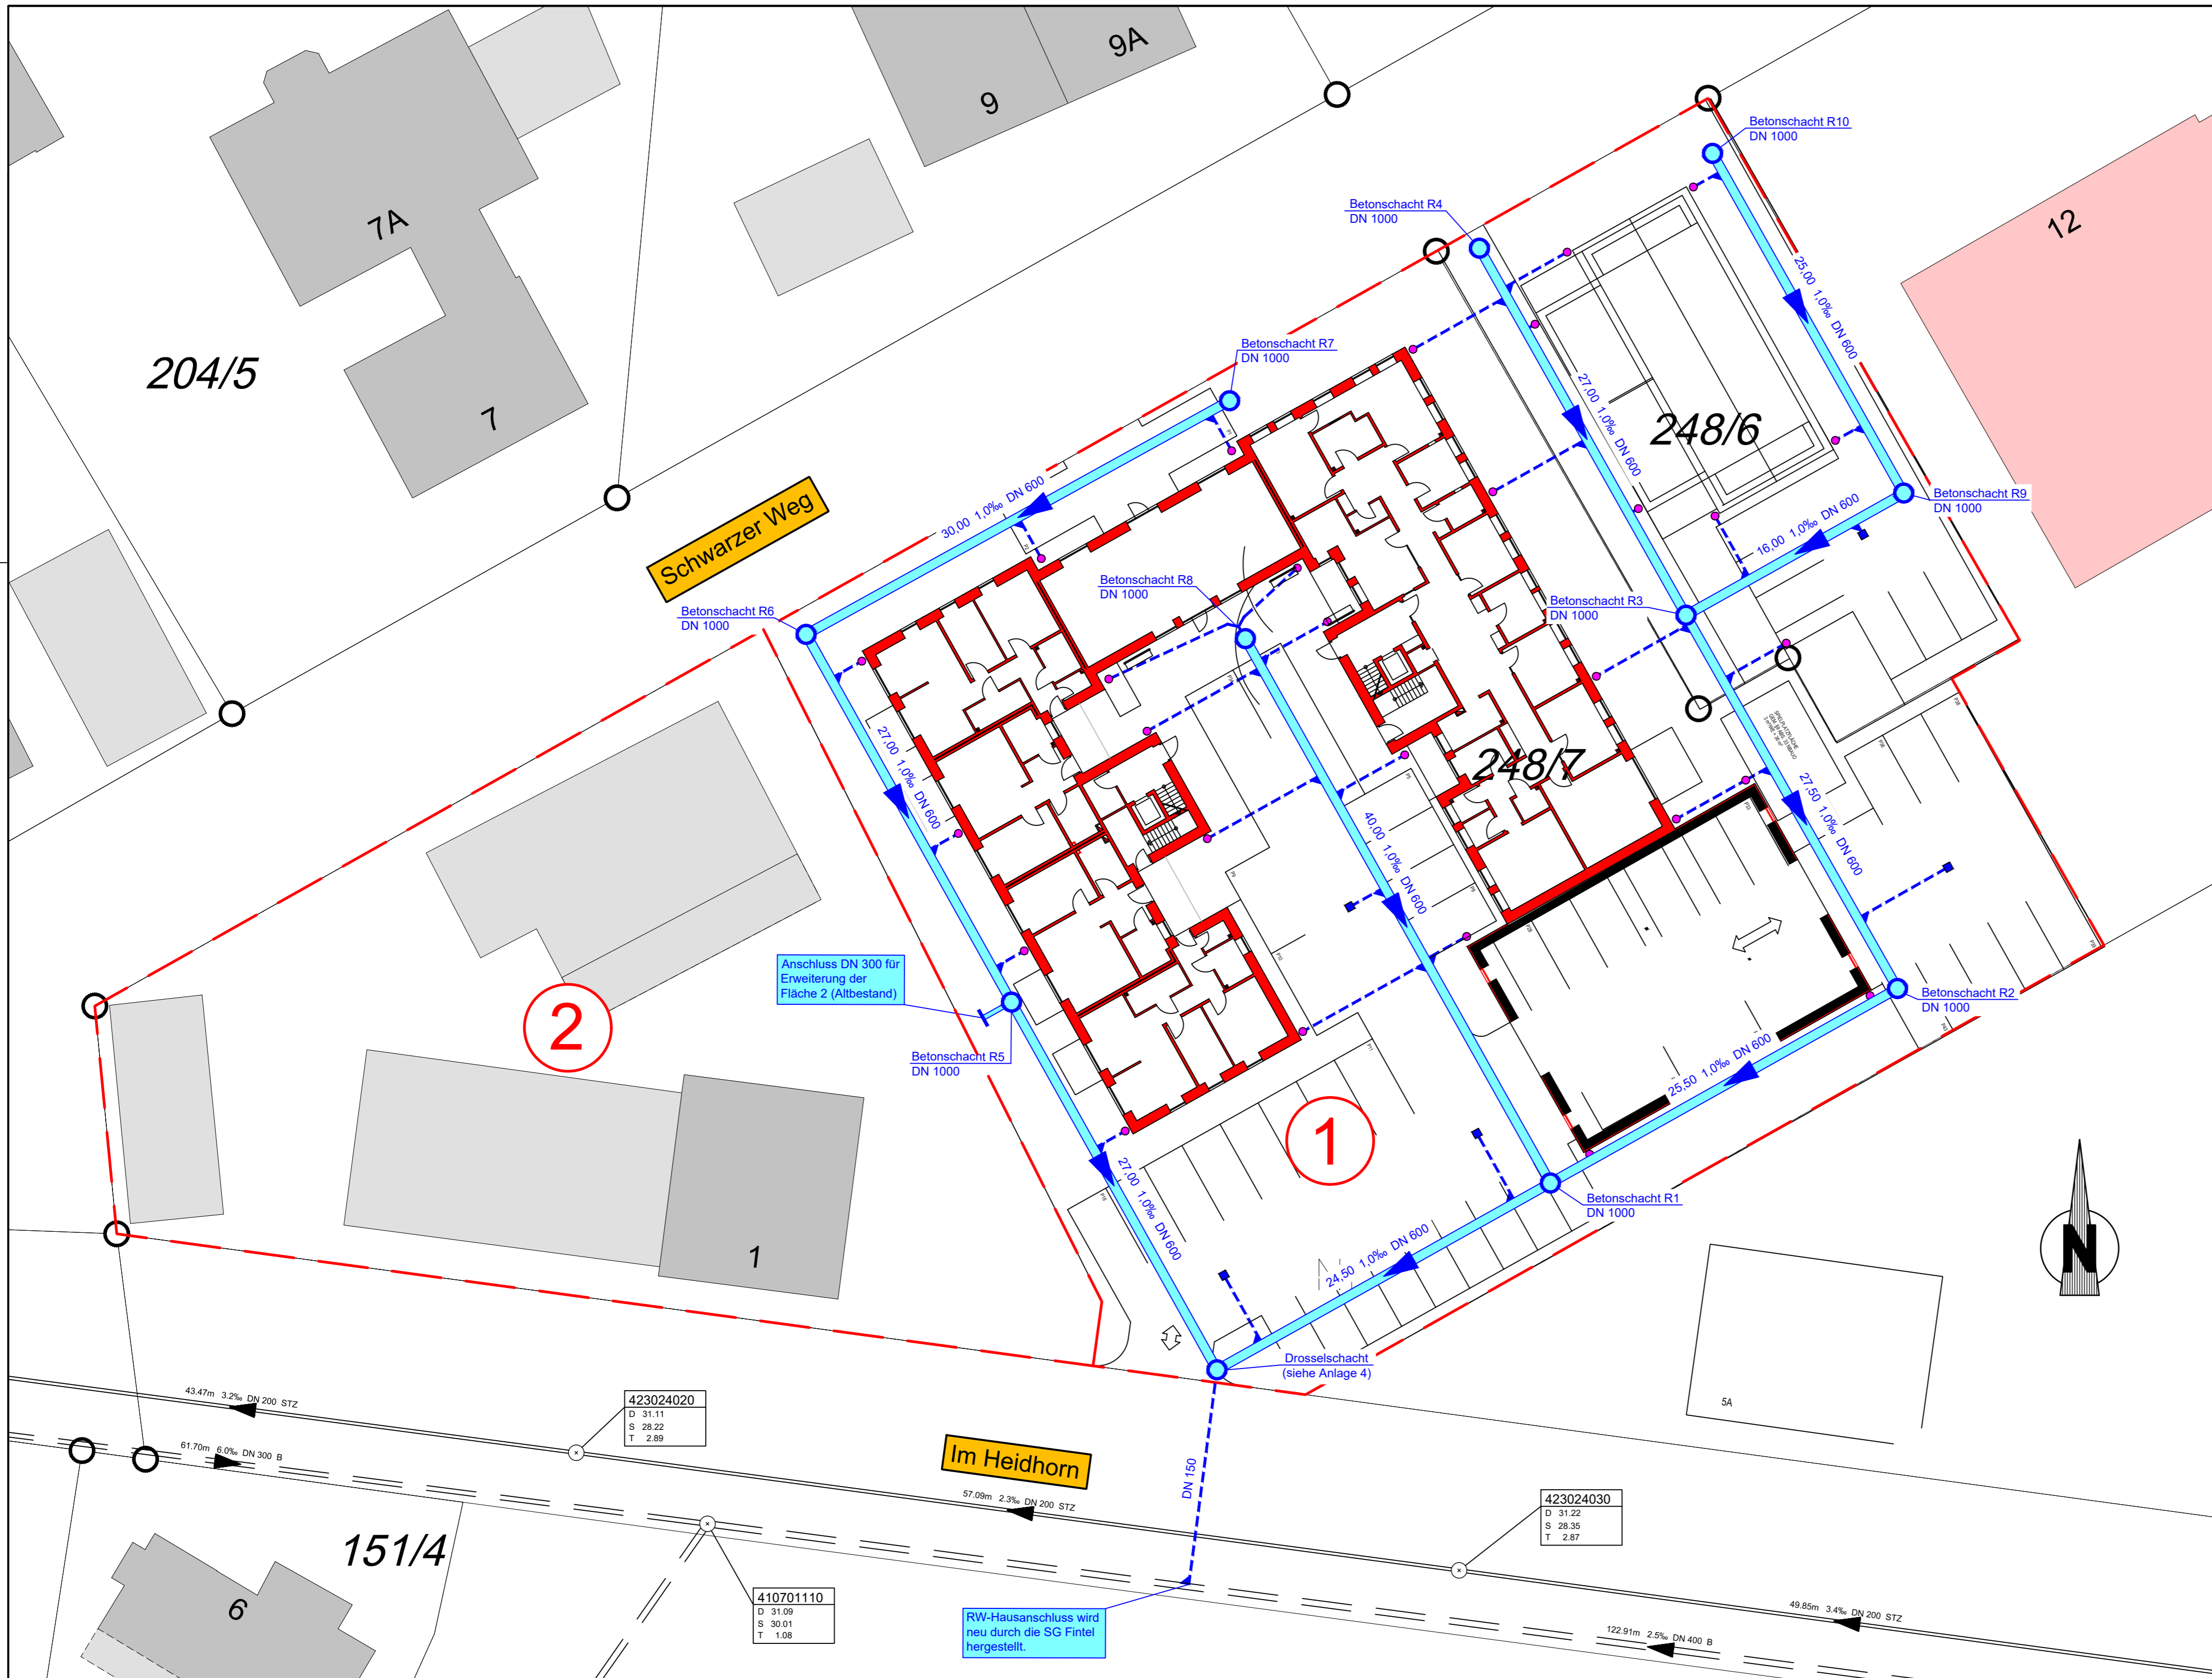 9A
9
7A
7
204/5
Betonschacht R10
DN 1000
12
Betonschacht R4
DN 1000
25,00 1,0‰ DN 600
Betonschacht R7
DN 1000
27,00 1,0‰ DN 600
248/6
Schwarzer Weg
30,00 1,0‰ DN 600
Betonschacht R9
DN 1000
16,00 1,0‰ DN 600
Betonschacht R8
DN 1000
Betonschacht R3
DN 1000
Betonschacht R6
DN 1000
27,00 1,0‰ DN 600
248/7
40,00 1,0‰ DN 600
27,50 1,0‰ DN 600
Anschluss DN 300 für
Erweiterung der
Fläche 2 (Altbestand)
2
Betonschacht R5
DN 1000
Betonschacht R2
DN 1000
25,50 1,0‰ DN 600
1
27,00 1,0‰ DN 600
Betonschacht R1
DN 1000
24,50 1,0‰ DN 600
N
1
Drosselschacht
(siehe Anlage 4)
5A
43.47m 3.2‰ DN 200 STZ
423024020
D 31.11
S 28.22
T 2.89
61.70m 6.0‰ DN 300 B
Im Heidhorn
DN 150
57.09m 2.3‰ DN 200 STZ
423024030
D 31.22
S 28.35
T 2.87
151/4
6
410701110
D 31.09
S 30.01
T 1.08
RW-Hausanschluss wird
neu durch die SG Fintel
hergestellt.
49.85m 3.4‰ DN 200 STZ
122.91m 2.5‰ DN 400 B